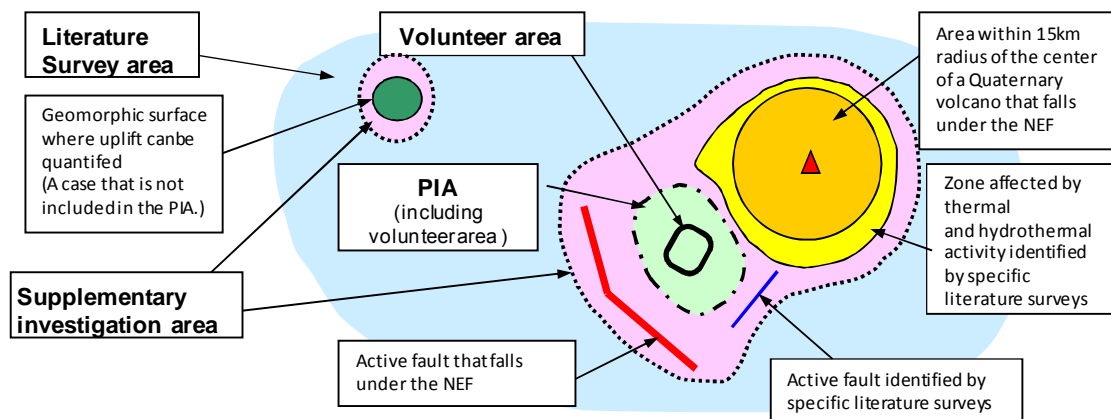 Literature
Survey area
Volunteer area
Area within 15km
radius of the center
of a Quaternary
volcano that falls
under the NEF
Geomorphic surface
where uplift canbe
quantifed
(A case that is not
included in the PIA.)
PIA
(including
volunteerarea )
Zone affected by
thermal
and hydrothermal
activity identified
by specific
literature surveys
Supplementary
investigation area
Active fault that falls
under the NEF
Active fault identified by
specific literature surveys